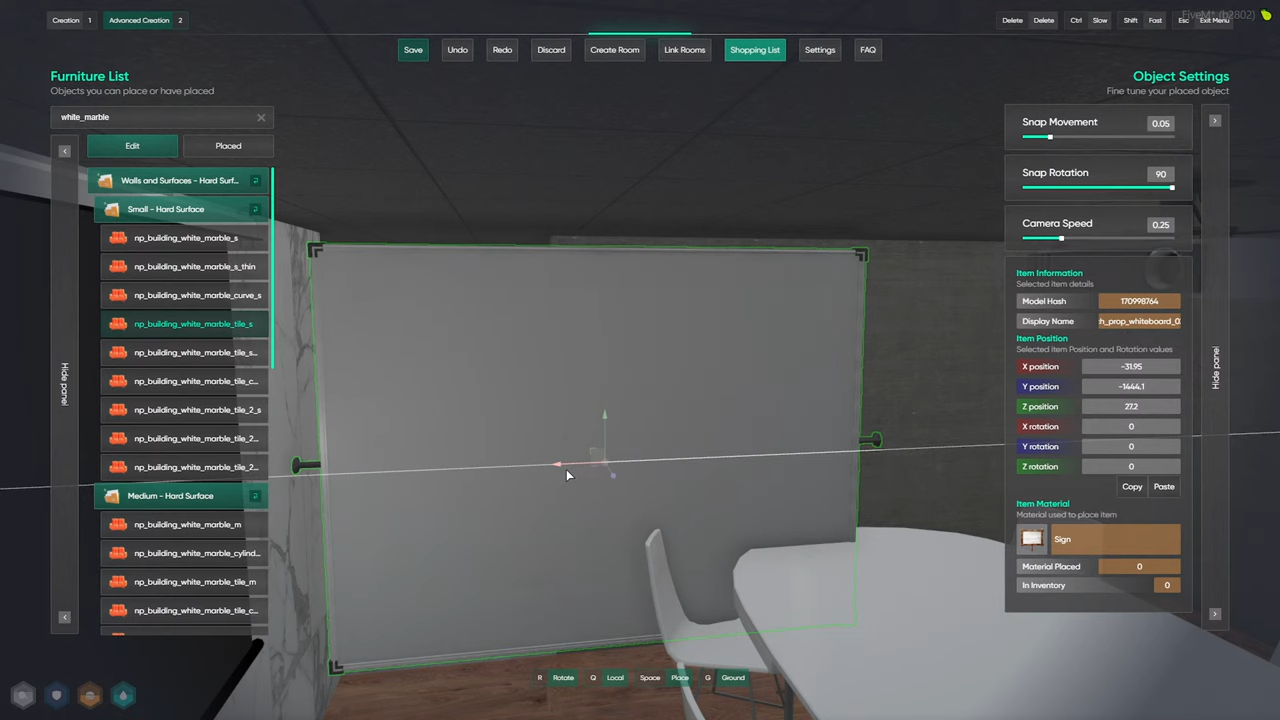 Creation 1 Advanced Creation 2
Delete Delete Ctrl Slow Shift Fast Esc Exit Menu
FiveM* (b2802)
Save Undo Redo Discard Create Room Link Rooms Shopping List Settings FAQ
Furniture List
Objects you can place or have placed
white_marble
Edit Placed
Walls and Surfaces - Hard Surf...
Small - Hard Surface
np_building_white_marble_s
np_building_white_marble_s_thin
np_building_white_marble_curve_s
np_building_white_marble_tile_s
np_building_white_marble_tile_s...
np_building_white_marble_tile_c...
np_building_white_marble_tile_2_s
np_building_white_marble_tile_2...
np_building_white_marble_tile_2...
Medium - Hard Surface
np_building_white_marble_m
np_building_white_marble_cylind...
np_building_white_marble_tile_m
np_building_white_marble_tile_c...
Hide panel
Object Settings
Fine tune your placed object
Snap Movement 0.05
Snap Rotation 90
Camera Speed 0.25
Item Information
Selected item details
Model Hash 170998764
Display Name h_prop_whiteboard_0
Item Position
Selected item Position and Rotation values
X position -31.95
Y position -1444.1
Z position 27.2
X rotation 0
Y rotation 0
Z rotation 0
Copy Paste
Item Material
Material used to place item
Sign
Material Placed 0
In Inventory 0
Hide panel
R Rotate Q Local Space Place G Ground